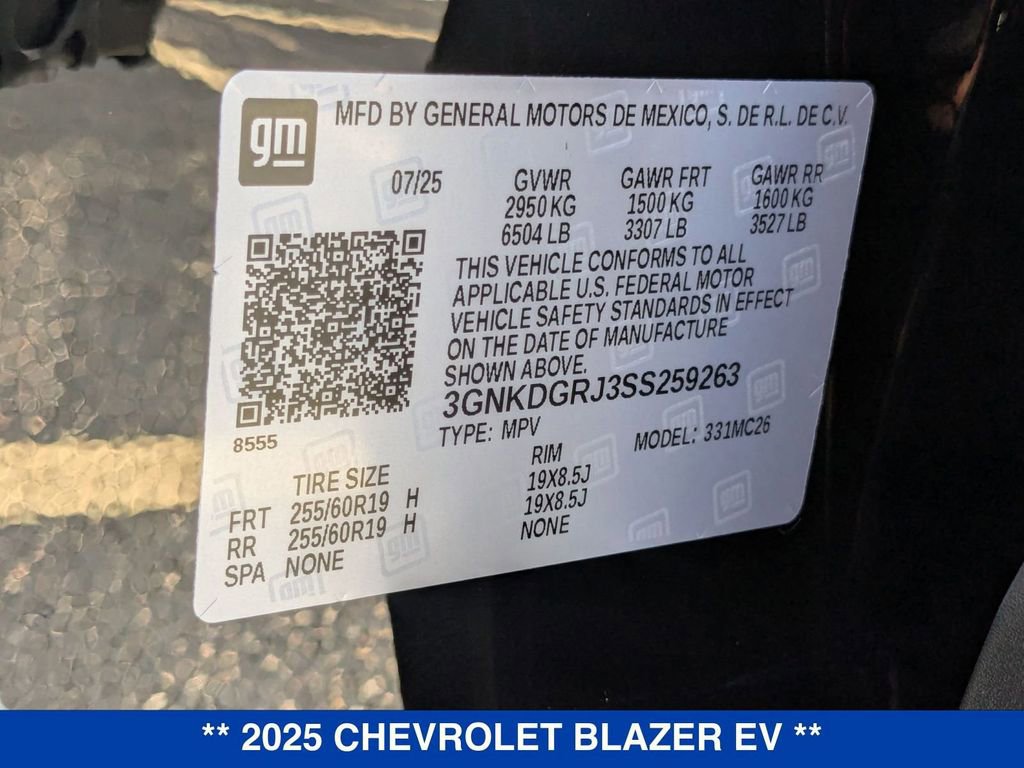 gm
MFD BY GENERAL MOTORS DE MEXICO, S. DE R.L. DE C.V.
07/25 GVWR GAWR FRT GAWR RR
2950 KG 1500 KG 1600 KG
6504 LB 3307 LB 3527 LB
THIS VEHICLE CONFORMS TO ALL
APPLICABLE U.S. FEDERAL MOTOR
VEHICLE SAFETY STANDARDS IN EFFECT
ON THE DATE OF MANUFACTURE
SHOWN ABOVE.
3GNKDGRJ3SS259263
8555
TYPE: MPV MODEL: 331MC26
TIRE SIZE RIM
FRT 255/60R19 H 19X8.5J
RR 255/60R19 H 19X8.5J
SPA NONE NONE
** 2025 CHEVROLET BLAZER EV **